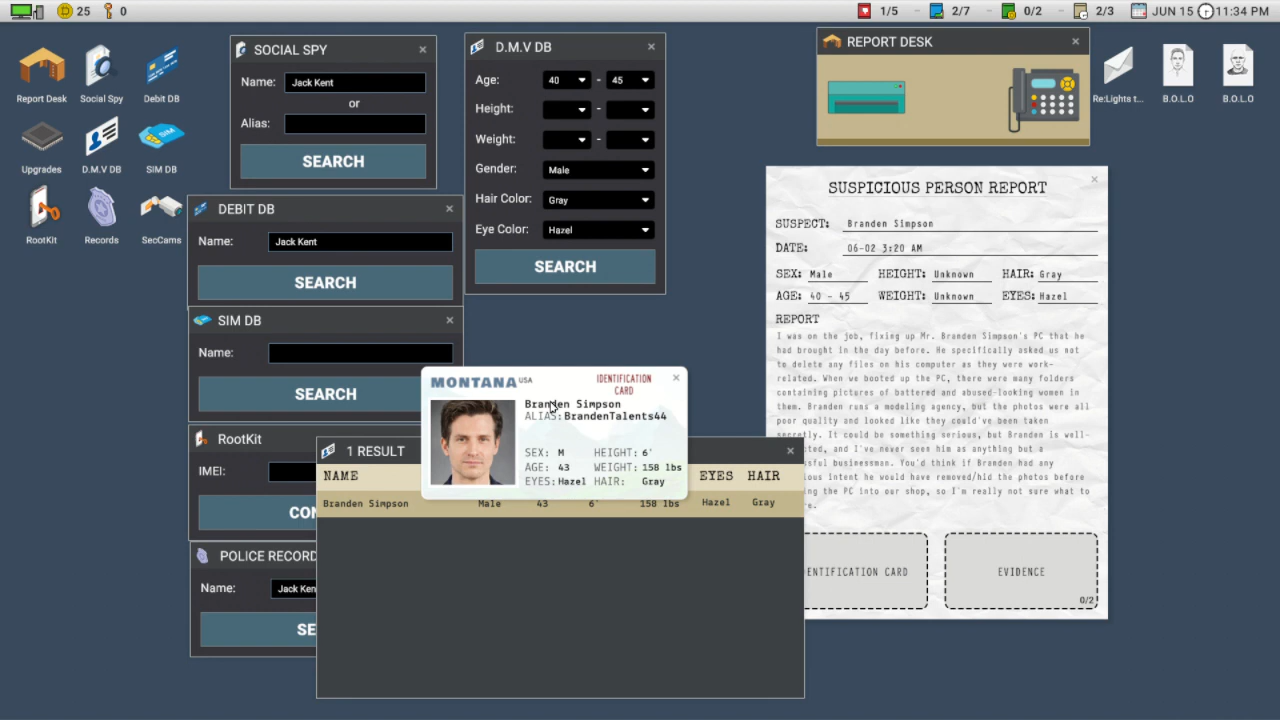 25
0
1/5
2/7
0/2
2/3
JUN 15
11:34 PM
Report Desk
Social Spy
Debit DB
Upgrades
D.M.V DB
SIM DB
RootKit
Records
SecCams
SOCIAL SPY
Name: Jack Kent
or
Alias:
SEARCH
DEBIT DB
Name: Jack Kent
SEARCH
SIM DB
Name:
SEARCH
RootKit
IMEI:
CON
POLICE RECORD
Name: Jack Ken
SE
D.M.V DB
Age: 40 - 45
Height: -
Weight: -
Gender: Male
Hair Color: Gray
Eye Color: Hazel
SEARCH
MONTANA USA
IDENTIFICATION
CARD
Branden Simpson
ALIAS: BrandenTalents44
SEX: M HEIGHT: 6'
AGE: 43 WEIGHT: 158 lbs
EYES: Hazel HAIR: Gray
1 RESULT
NAME EYES HAIR
Branden Simpson Male 43 6' 158 lbs Hazel Gray
REPORT DESK
Re:Lights t...
B.O.L.O
B.O.L.O
SUSPICIOUS PERSON REPORT
SUSPECT: Branden Simpson
DATE: 06-02 3:20 AM
SEX: Male HEIGHT: Unknown HAIR: Gray
AGE: 40 - 45 WEIGHT: Unknown EYES: Hazel
REPORT
I was on the job, fixing up Mr. Branden Simpson's PC that he
had brought in the day before. He specifically asked us not
to delete any files on his computer as they were work-
related. When we booted up the PC, there were many folders
containing pictures of battered and abused-looking women in
them. Branden runs a modeling agency, but the photos were all
poor quality and looked like they could've been taken
secretly. It could be something serious, but Branden is well-
cted, and I've never seen him as anything but a
sful businessman. You'd think if Branden had any
ious intent he would have removed/hid the photos before
ing the PC into our shop, so I'm really not sure what to
e.
ENTIFICATION CARD
EVIDENCE
0/2